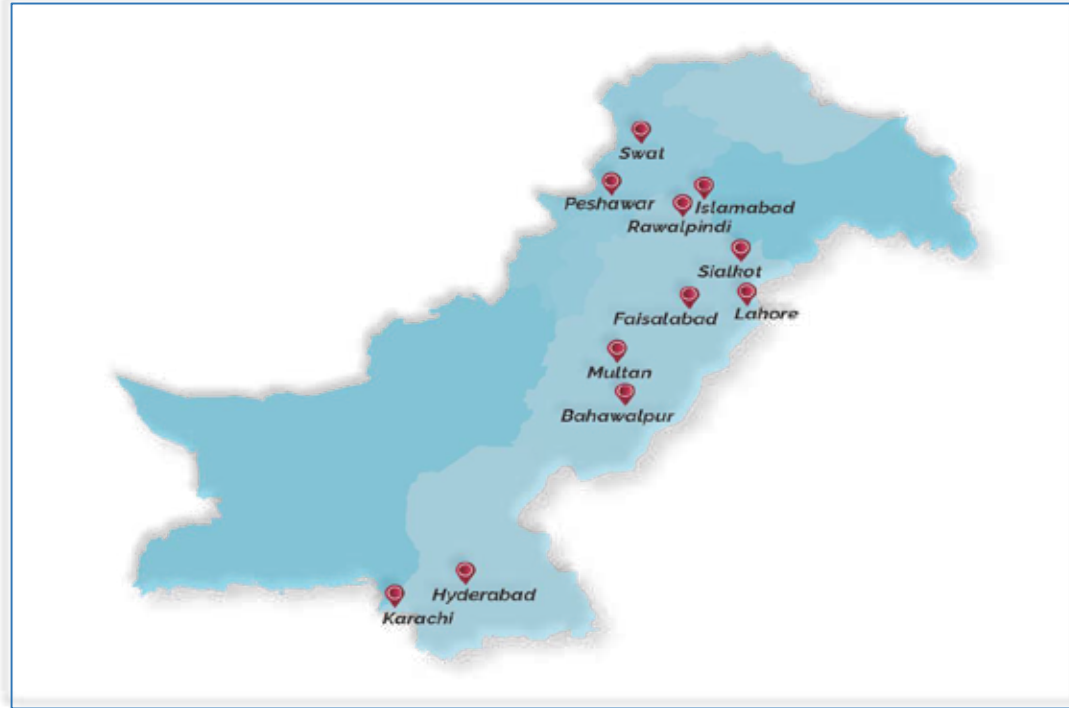 Swat
Peshawar
Islamabad
Rawalpindi
Sialkot
Lahore
Faisalabad
Multan
Bahawalpur
Hyderabad
Karachi